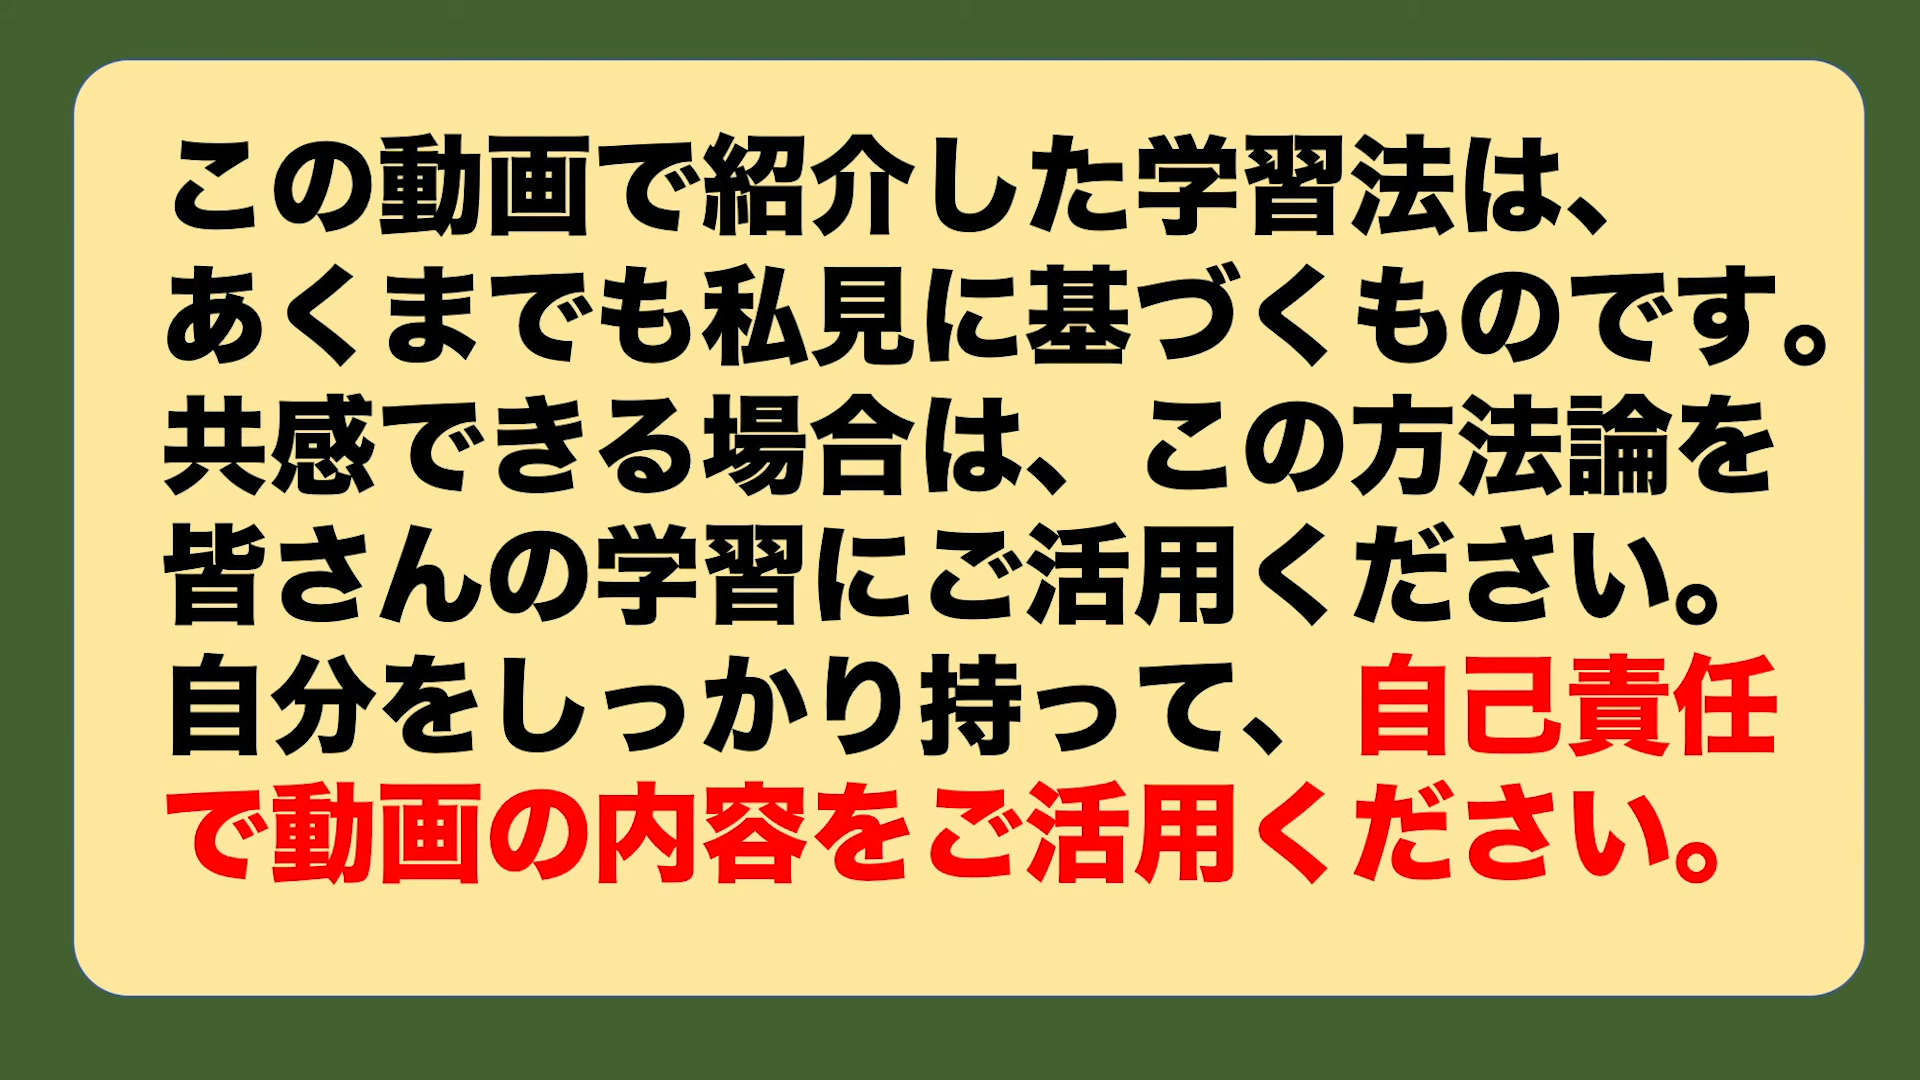 この動画で紹介した学習法は、
あくまでも私見に基づくものです。
共感できる場合は、この方法論を
皆さんの学習にご活用ください。
自分をしっかり持って、自己責任
で動画の内容をご活用ください。